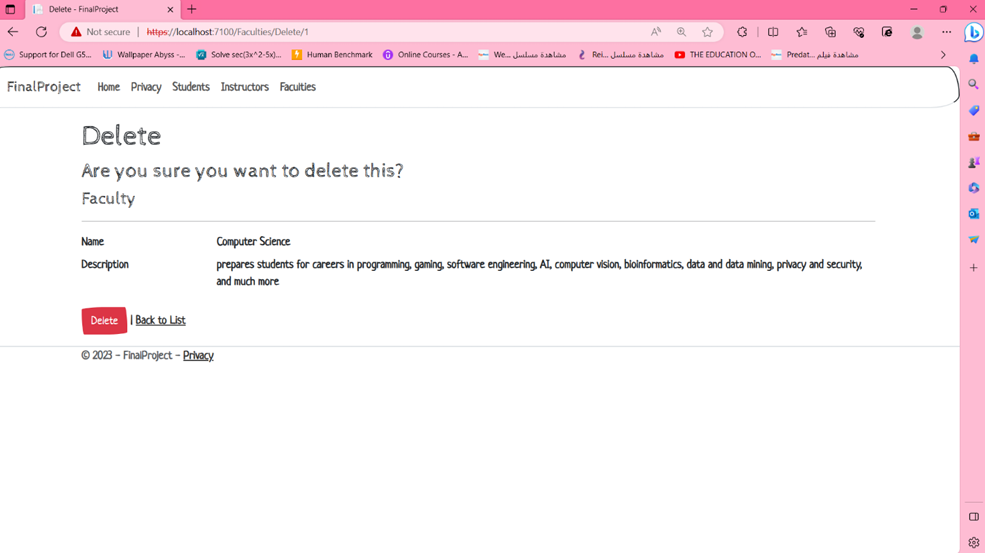 Delete - FinalProject
Not secure https://localhost:7100/Faculties/Delete/1
Support for Dell G5... Wallpaper Abyss -... Solve sec(3x^2-5x)... Human Benchmark Online Courses - A... We... مشاهدة مسلسل Rei... مشاهدة مسلسل THE EDUCATION O... Predat... مشاهدة فيلم
FinalProject Home Privacy Students Instructors Faculties
Delete
Are you sure you want to delete this?
Faculty
Name Computer Science
Description prepares students for careers in programming, gaming, software engineering, AI, computer vision, bioinformatics, data and data mining, privacy and security,
and much more
Delete | Back to List
© 2023 - FinalProject - Privacy